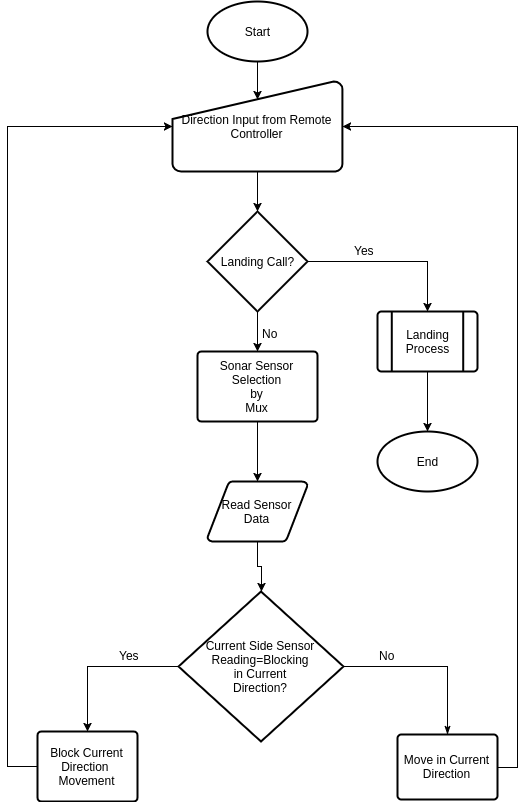 Start
Direction Input from Remote
Controller
Landing Call?
Yes
No
Landing
Process
Sonar Sensor
Selection
by
Mux
End
Read Sensor
Data
Current Side Sensor
Reading=Blocking
in Current
Direction?
Yes
No
Block Current
Direction
Movement
Move in Current
Direction